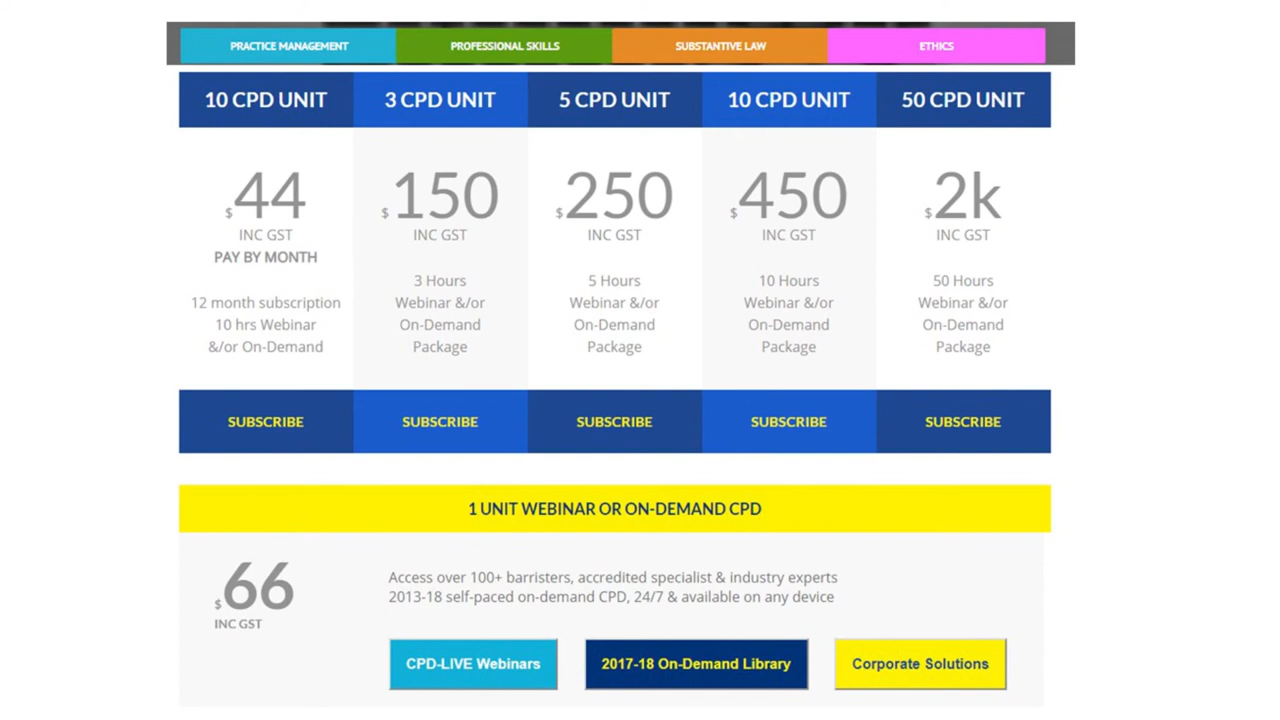 PRACTICE MANAGEMENT PROFESSIONAL SKILLS SUBSTANTIVE LAW ETHICS
10 CPD UNIT
$44
INC GST
PAY BY MONTH
12 month subscription
10 hrs Webinar
&/or On-Demand
SUBSCRIBE
3 CPD UNIT
$150
INC GST
3 Hours
Webinar &/or
On-Demand
Package
SUBSCRIBE
5 CPD UNIT
$250
INC GST
5 Hours
Webinar &/or
On-Demand
Package
SUBSCRIBE
10 CPD UNIT
$450
INC GST
10 Hours
Webinar &/or
On-Demand
Package
SUBSCRIBE
50 CPD UNIT
$2k
INC GST
50 Hours
Webinar &/or
On-Demand
Package
SUBSCRIBE
1 UNIT WEBINAR OR ON-DEMAND CPD
$66
INC GST
Access over 100+ barristers, accredited specialist & industry experts
2013-18 self-paced on-demand CPD, 24/7 & available on any device
CPD-LIVE Webinars 2017-18 On-Demand Library Corporate Solutions